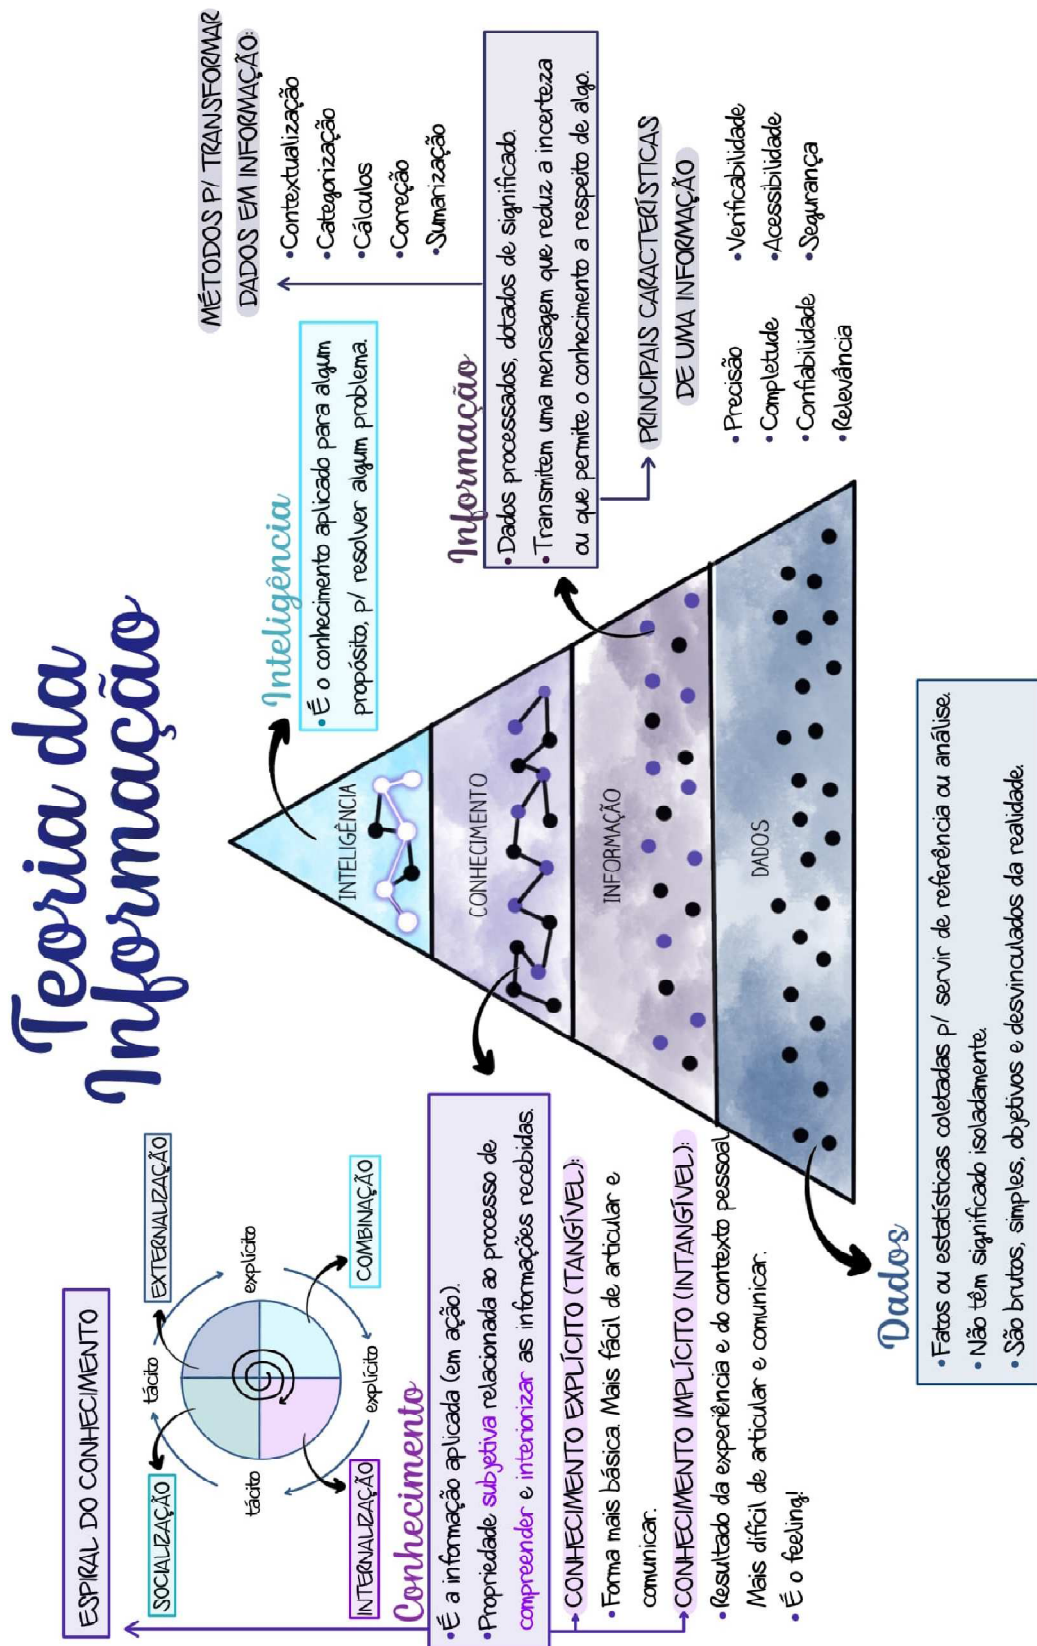 Teoria da
Informação
ESPIRAL DO CONHECIMENTO
SOCIALIZAÇÃO
EXTERNALIZAÇÃO
tácito
tácito
explícito
explícito
INTERNALIZAÇÃO
COMBINAÇÃO
Conhecimento
• É a informação aplicada (em ação).
• Propriedade subjetiva relacionada ao processo de
compreender e interiorizar as informações recebidas.
CONHECIMENTO EXPLÍCITO (TANGÍVEL):
• Forma mais básica. Mais fácil de articular e
comunicar.
CONHECIMENTO IMPLÍCITO (INTANGÍVEL):
• Resultado da experiência e do contexto pessoal
Mais difícil de articular e comunicar.
• É o feeling!
INTELIGÊNCIA
CONHECIMENTO
INFORMAÇÃO
DADOS
Inteligência
• É o conhecimento aplicado para algum
propósito, p/ resolver algum problema.
MÉTODOS P/ TRANSFORMAR
DADOS EM INFORMAÇÃO:
• Contextualização
• Categorização
• Cálculos
• Correção
• Sumarização
Informação
• Dados processados, dotados de significado.
• Transmitem uma mensagem que reduz a incerteza
ou que permite o conhecimento a respeito de algo.
PRINCIPAIS CARACTERÍSTICAS
DE UMA INFORMAÇÃO
• Precisão
• Completude
• Confiabilidade
• Relevância
• Verificabilidade
• Acessibilidade
• Segurança
Dados
• Fatos ou estatísticas coletadas p/ servir de referência ou análise.
• Não têm significado isoladamente.
• São brutos, simples, objetivos e desvinculados da realidade.